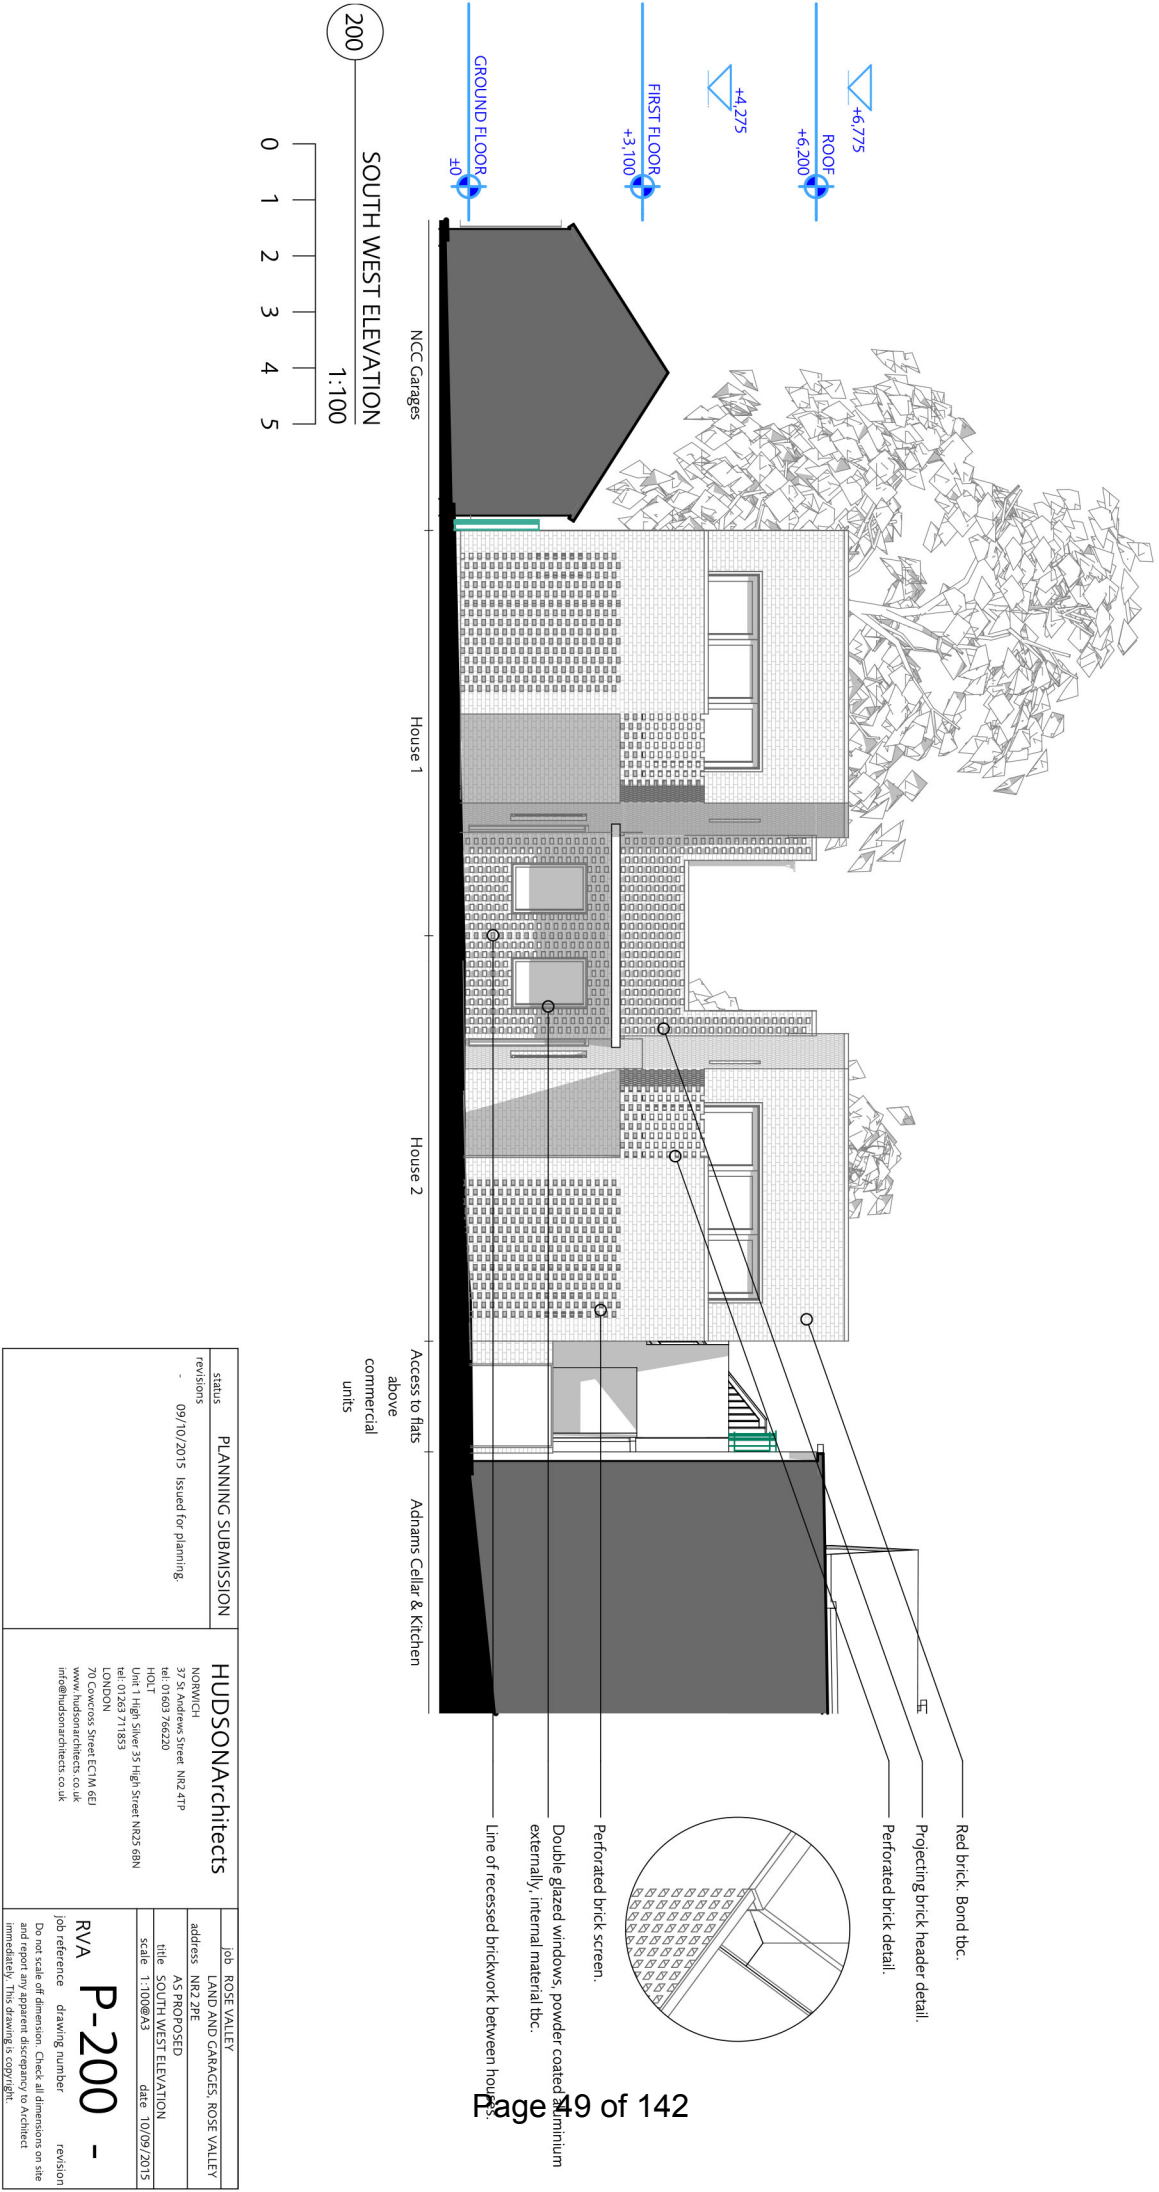 +6,775
ROOF
+6,200
+4,275
FIRST FLOOR
+3,100
GROUND FLOOR
±0
NCC Garages
House 1
House 2
Access to flats
above
commercial
units
Adnams Cellar & Kitchen
Red brick. Bond tbc.
Projecting brick header detail.
Perforated brick detail.
Perforated brick screen.
Double glazed windows, powder coated aluminium
externally, internal material tbc.
Line of recessed brickwork between houses.
200
SOUTH WEST ELEVATION
1:100
0 1 2 3 4 5
status PLANNING SUBMISSION
revisions
- 09/10/2015 Issued for planning.
HUDSONArchitects
NORWICH
37 St Andrews Street NR2 4TP
tel: 01603 766220
HOLT
Unit 1 High Silver 35 High Street NR25 6BN
tel: 01263 711853
LONDON
70 Cowcross Street EC1M 6EJ
www.hudsonarchitects.co.uk
info@hudsonarchitects.co.uk
job ROSE VALLEY
LAND AND GARAGES, ROSE VALLEY
address NR2 2PE
AS PROPOSED
title SOUTH WEST ELEVATION
scale 1:100@A3 date 10/09/2015
RVA P-200 -
job reference drawing number revision
Do not scale off dimension. Check all dimensions on site
and report any apparent discrepancy to Architect
immediately. This drawing is copyright.
Page 49 of 142